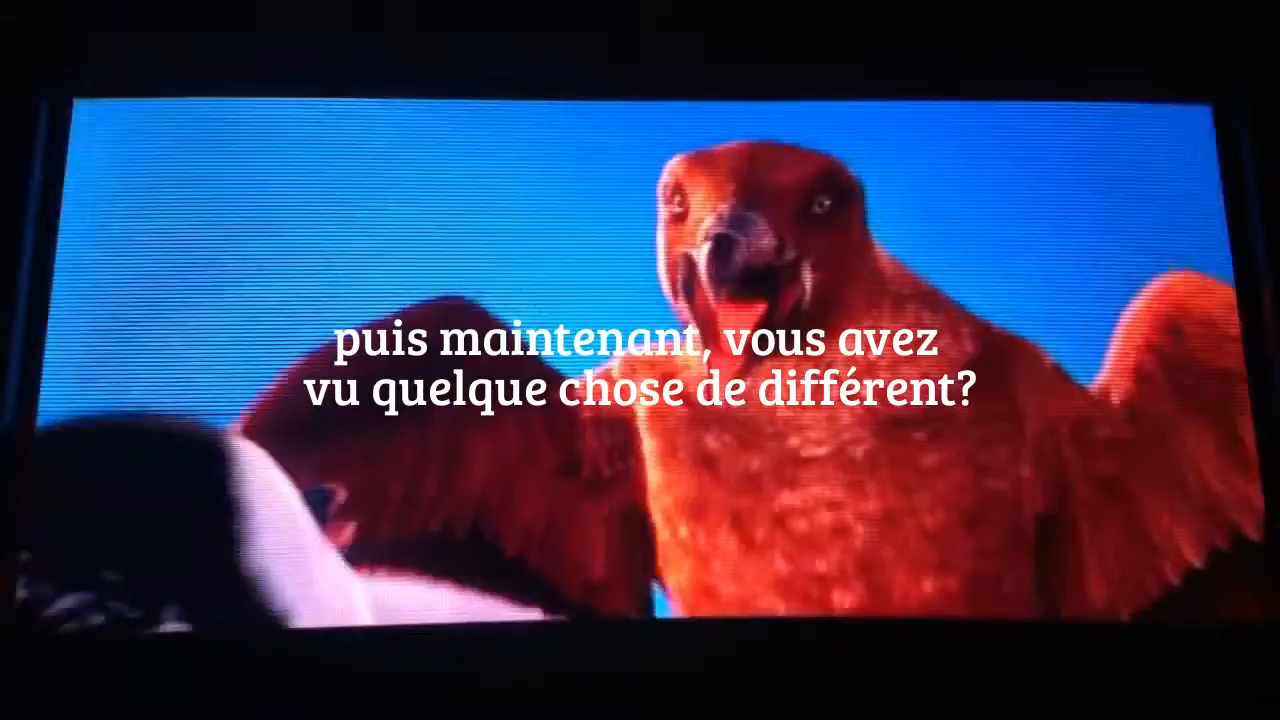 puis maintenant, vous avez
vu quelque chose de différent?